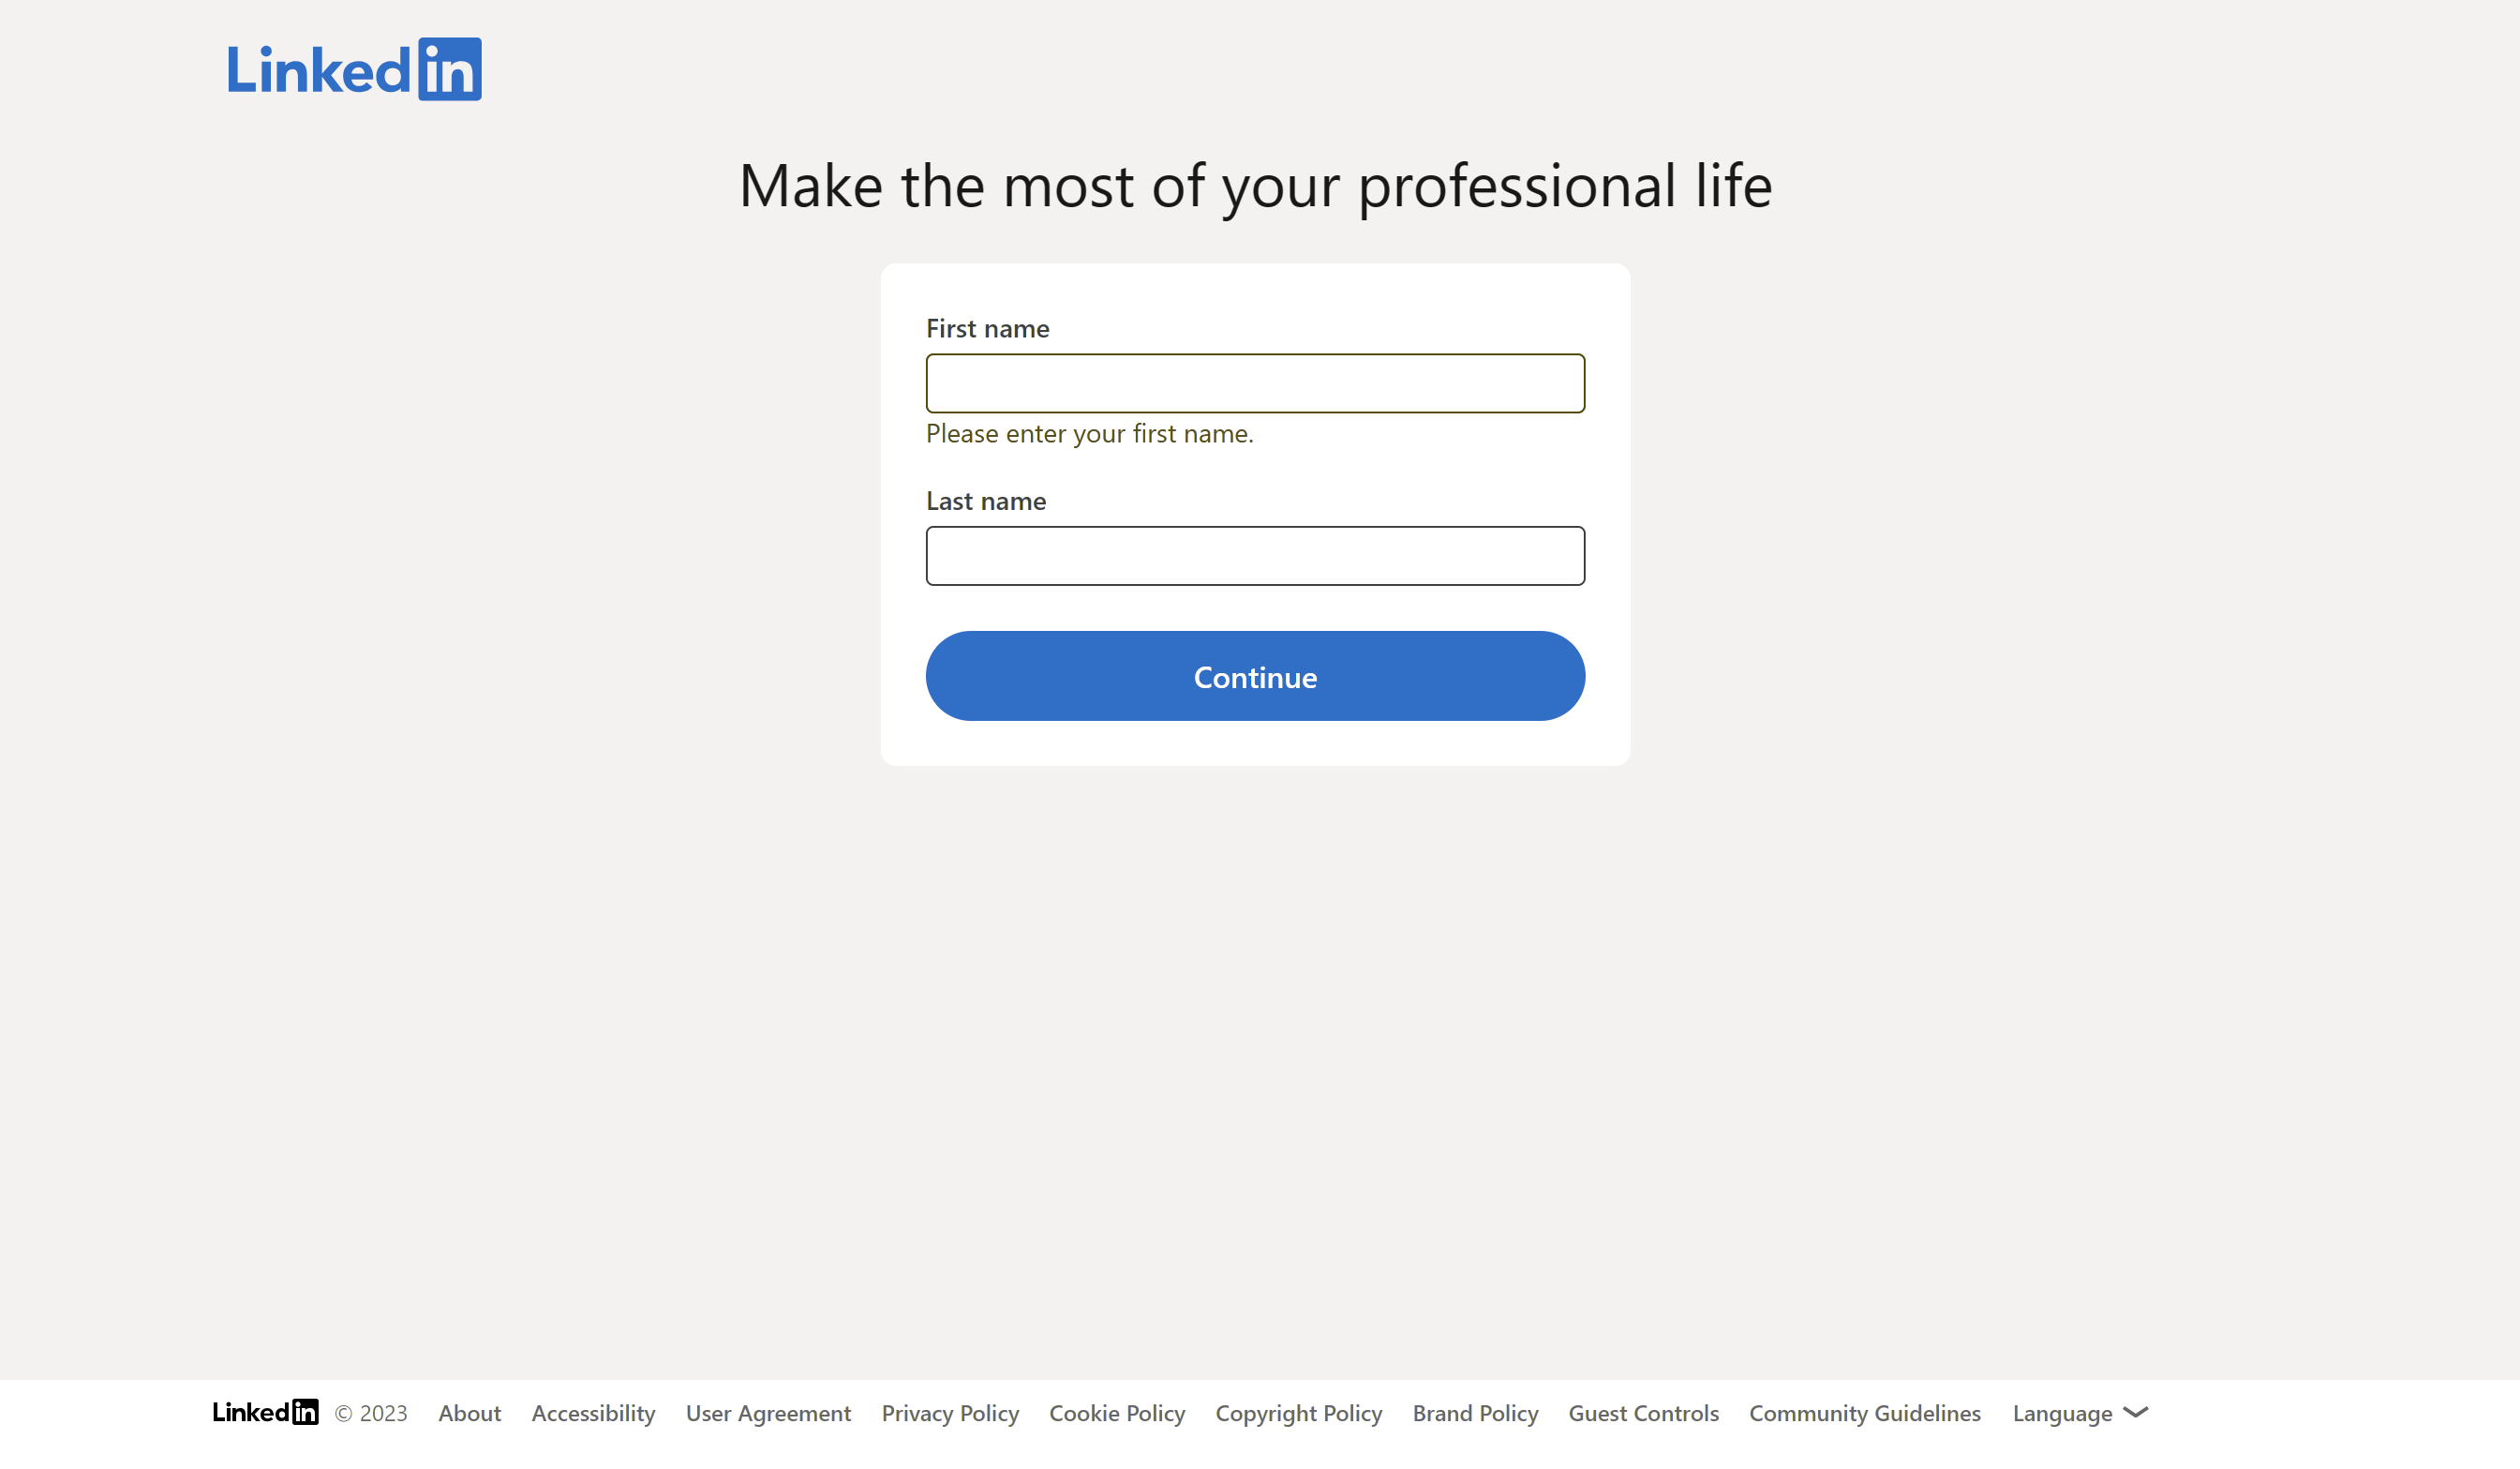 Linkedin
Make the most of your professional life
First name
Please enter your first name.
Last name
Continue
Linkedin © 2023 About Accessibility User Agreement Privacy Policy Cookie Policy Copyright Policy Brand Policy Guest Controls Community Guidelines Language